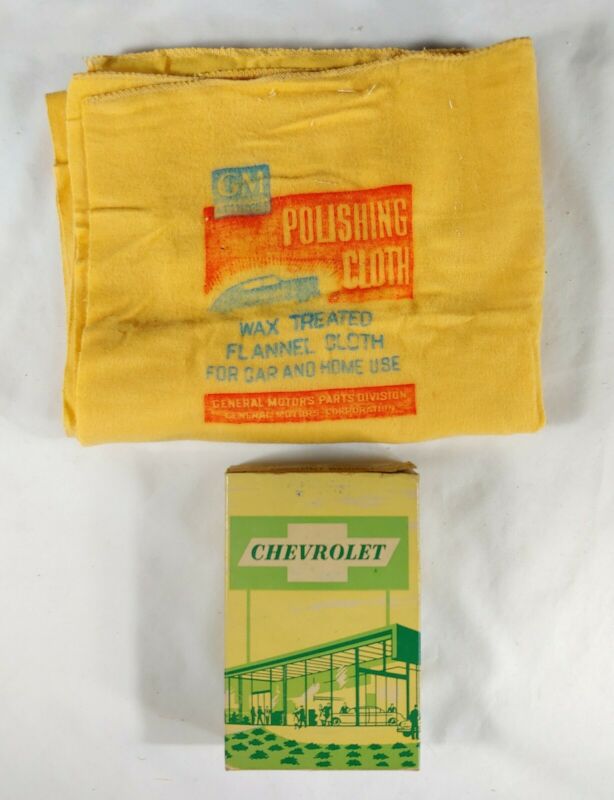 GM
POLISHING
CLOTH
WAX TREATED
FLANNEL CLOTH
FOR CAR AND HOME USE
GENERAL MOTORS PARTS DIVISION
GENERAL MOTORS CORPORATION
CHEVROLET